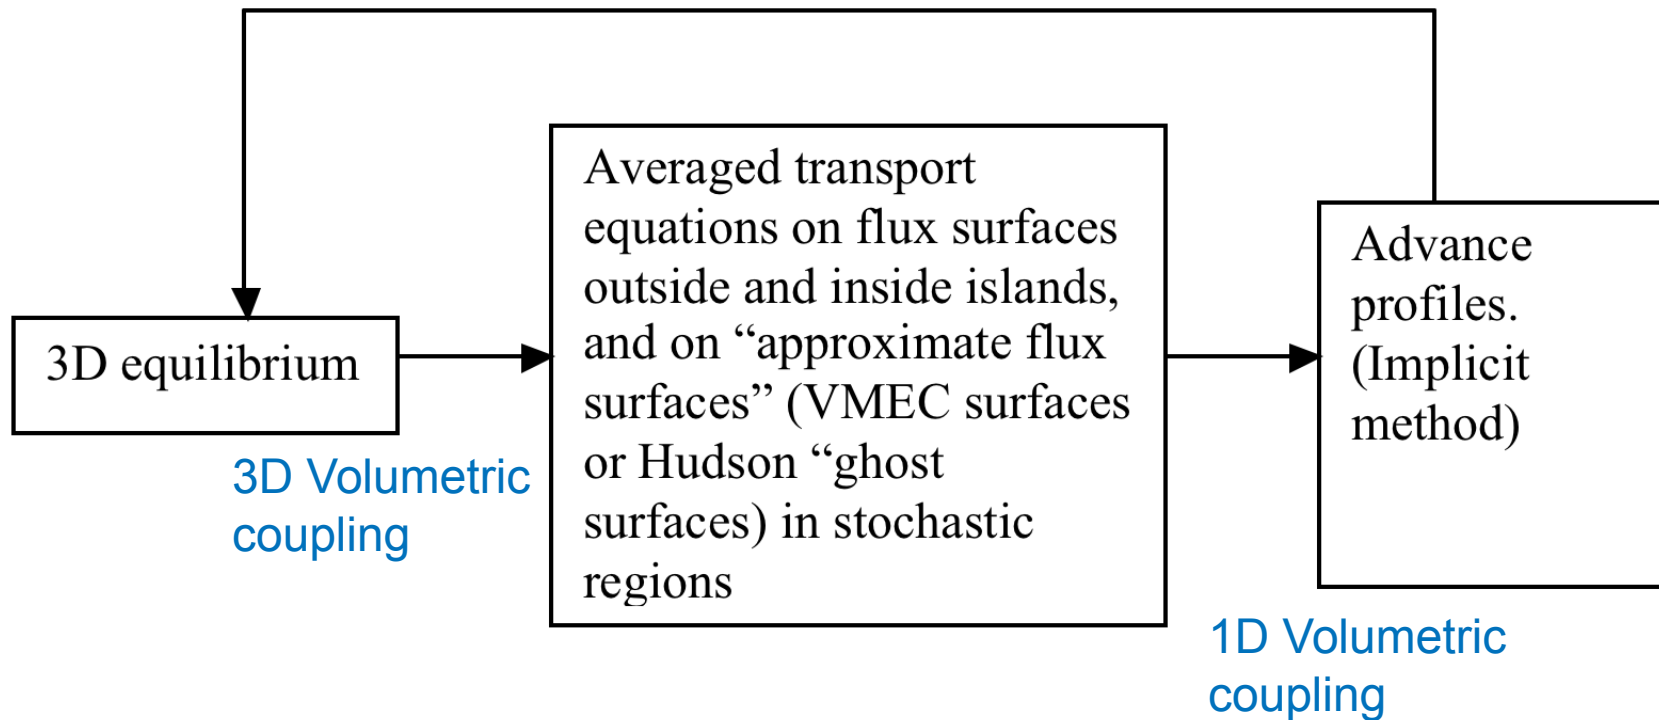 3D equilibrium
3D Volumetric
coupling
Averaged transport
equations on flux surfaces
outside and inside islands,
and on “approximate flux
surfaces” (VMEC surfaces
or Hudson “ghost
surfaces) in stochastic
regions
Advance
profiles.
(Implicit
method)
1D Volumetric
coupling